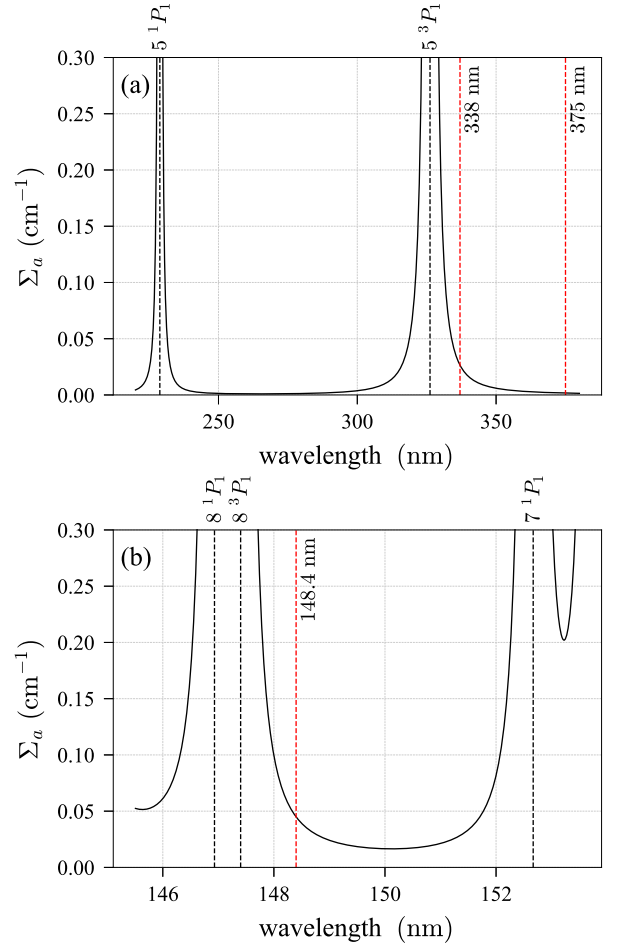 5 ¹P₁
5 ³P₁
(a)
338 nm
375 nm
0.30
0.25
0.20
0.15
0.10
0.05
0.00
Σₐ (cm⁻¹)
250
300
350
wavelength (nm)
8 ¹P₁
8 ³P₁
7 ¹P₁
(b)
148.4 nm
0.30
0.25
0.20
0.15
0.10
0.05
0.00
Σₐ (cm⁻¹)
146
148
150
152
wavelength (nm)